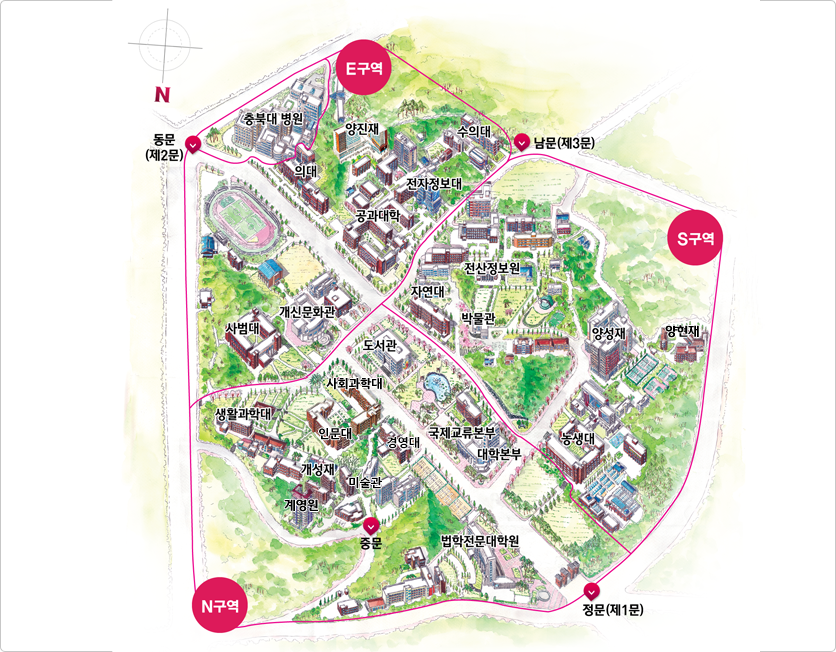 E구역
N
충북대 병원
양진재
수의대
동문
(제2문)
남문(제3문)
의대
전자정보대
공과대학
S구역
전산정보원
자연대
개신문화관
박물관
사범대
양성재
양현재
도서관
사회과학대
생활과학대
인문대
경영대
국제교류본부
농생대
대학본부
개성재
미술관
계영원
중문
법학전문대학원
N구역
정문(제1문)